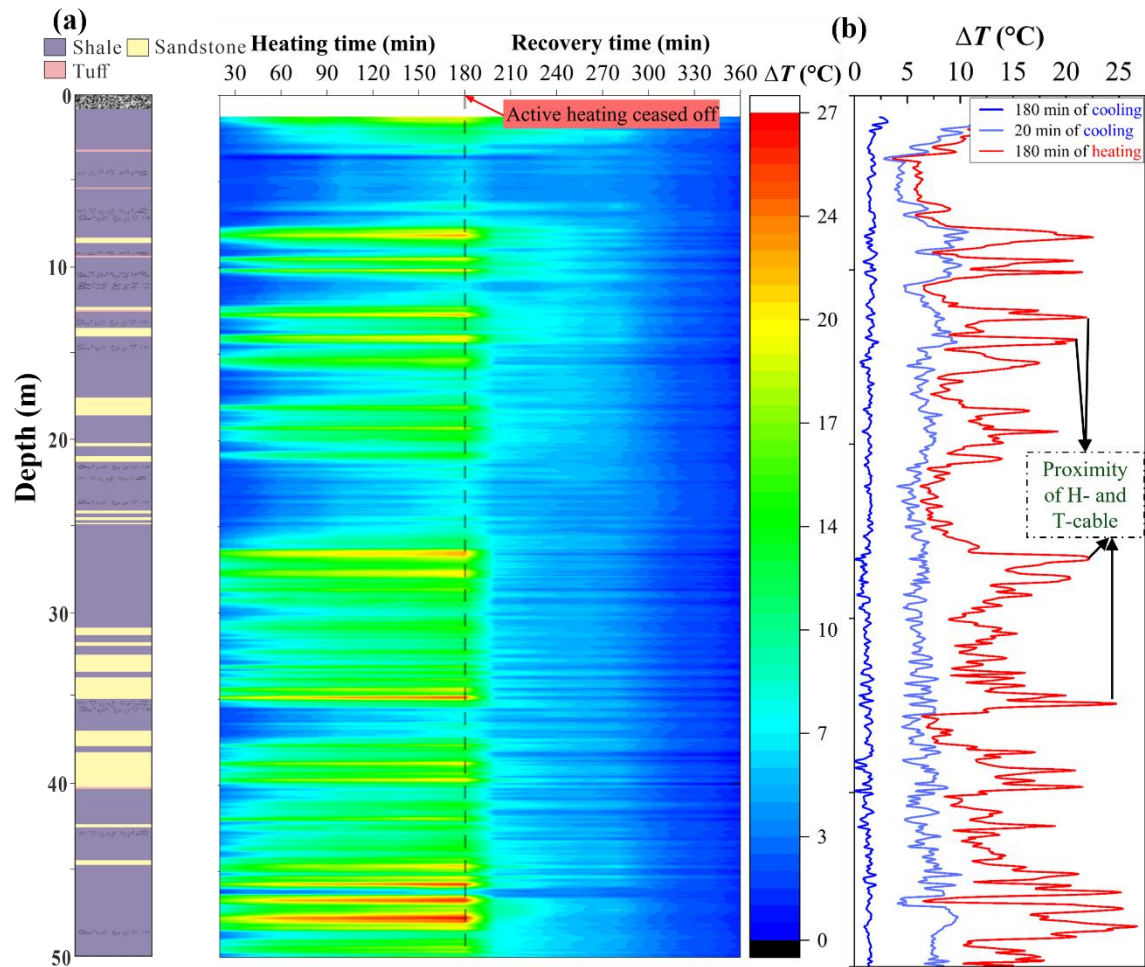 (a)
Shale Sandstone
Tuff
Heating time (min) Recovery time (min)
30 60 90 120 150 180 210 240 270 300 330 360
ΔT (°C)
Active heating ceased off
Depth (m)
0
10
20
30
40
50
27
24
20
17
14
10
7
3
0
(b)
ΔT (°C)
0 5 10 15 20 25
180 min of cooling
20 min of cooling
180 min of heating
Proximity
of H- and
T-cable